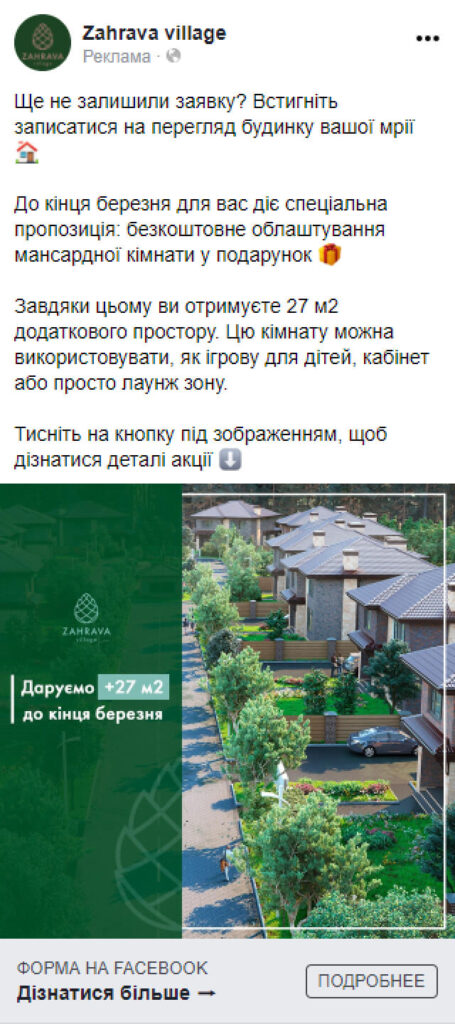 Zahrava village
Реклама ·
Ще не залишили заявку? Встигніть
записатися на перегляд будинку вашої мрії
До кінця березня для вас діє спеціальна
пропозиція: безкоштовне облаштування
мансардної кімнати у подарунок
Завдяки цьому ви отримуєте 27 м2
додаткового простору. Цю кімнату можна
використовувати, як ігрову для дітей, кабінет
або просто лаунж зону.
Тисніть на кнопку під зображенням, щоб
дізнатися деталі акції
ZAHRAVA
village
Даруємо +27 м2
до кінця березня
ФОРМА НА FACEBOOK
Дізнатися більше →
ПОДРОБНЕЕ